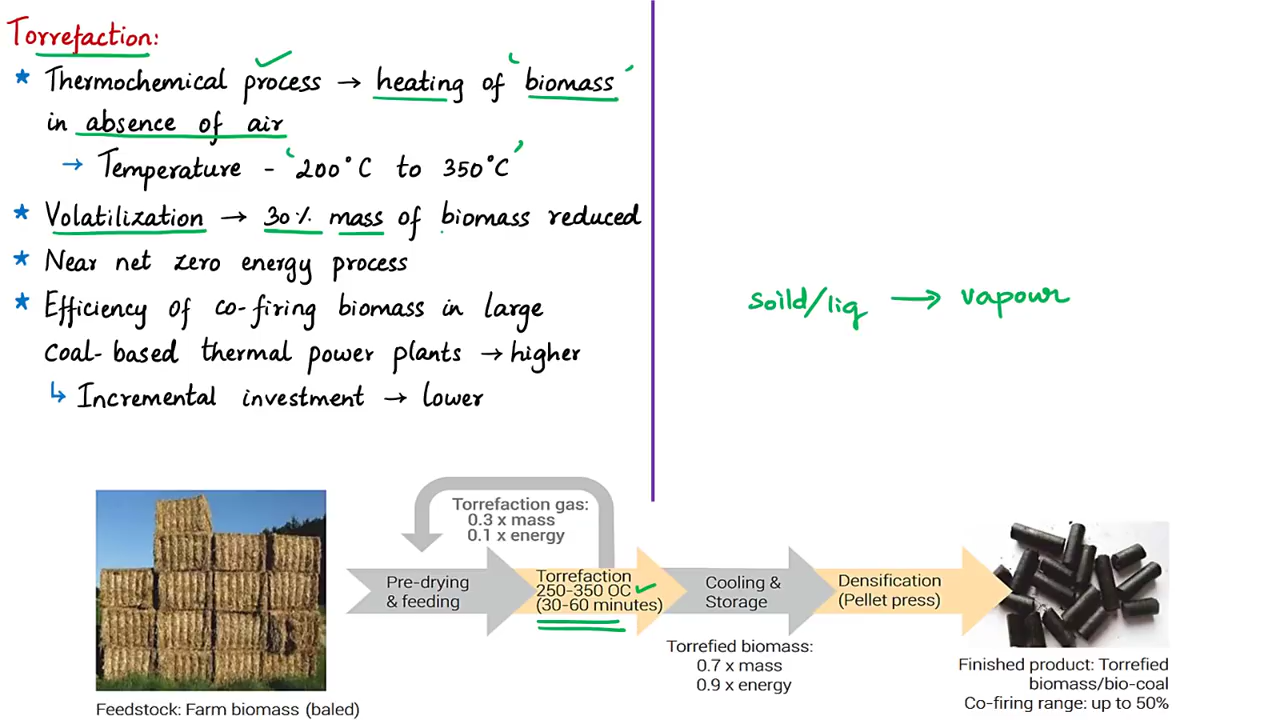 Torrefaction:
* Thermochemical process → heating of 'biomass'
in absence of air
→ Temperature - '200°C to 350°C'
* Volatilization → 30% mass of biomass reduced
* Near net zero energy process
* Efficiency of co-firing biomass in large
coal-based thermal power plants → higher
↳ Incremental investment → lower
soild/liq → vapour
Torrefaction gas:
0.3 x mass
0.1 x energy
Pre-drying
& feeding
Torrefaction
250-350 OC
(30-60 minutes)
Cooling &
Storage
Densification
(Pellet press)
Torrefied biomass:
0.7 x mass
0.9 x energy
Finished product: Torrefied
biomass/bio-coal
Co-firing range: up to 50%
Feedstock: Farm biomass (baled)